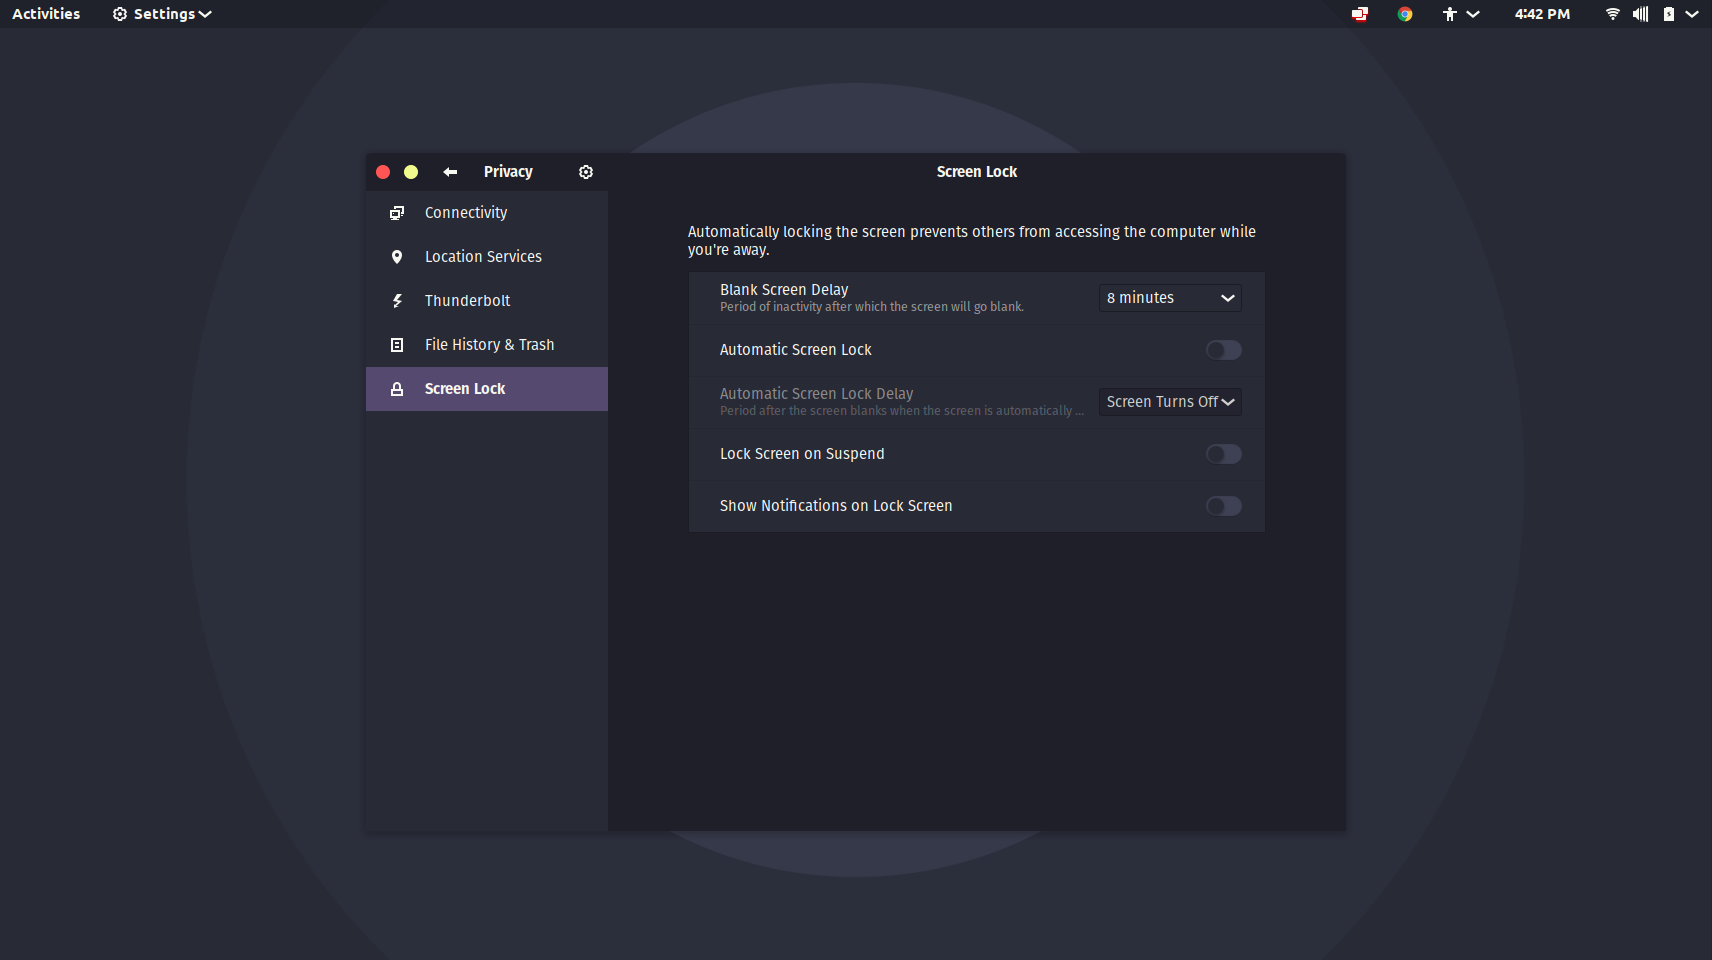 Activities
Settings
4:42 PM
Privacy
Screen Lock
Connectivity
Location Services
Thunderbolt
File History & Trash
Screen Lock
Automatically locking the screen prevents others from accessing the computer while
you're away.
Blank Screen Delay
Period of inactivity after which the screen will go blank.
8 minutes
Automatic Screen Lock
Automatic Screen Lock Delay
Period after the screen blanks when the screen is automatically ...
Screen Turns Off
Lock Screen on Suspend
Show Notifications on Lock Screen